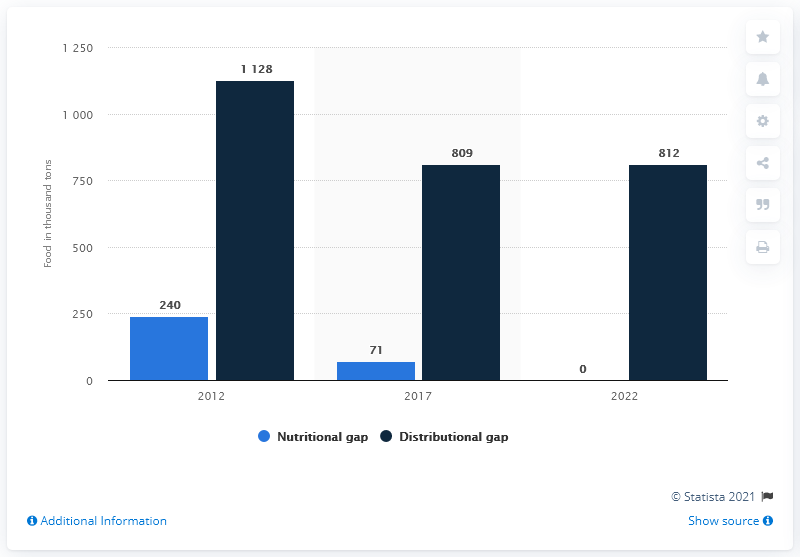 1 250
1 000
750
500
250
0
Food in thousand tons
240
1 128
71
809
0
812
2012
2017
2022
Nutritional gap
Distributional gap
© Statista 2021
Additional Information
Show source